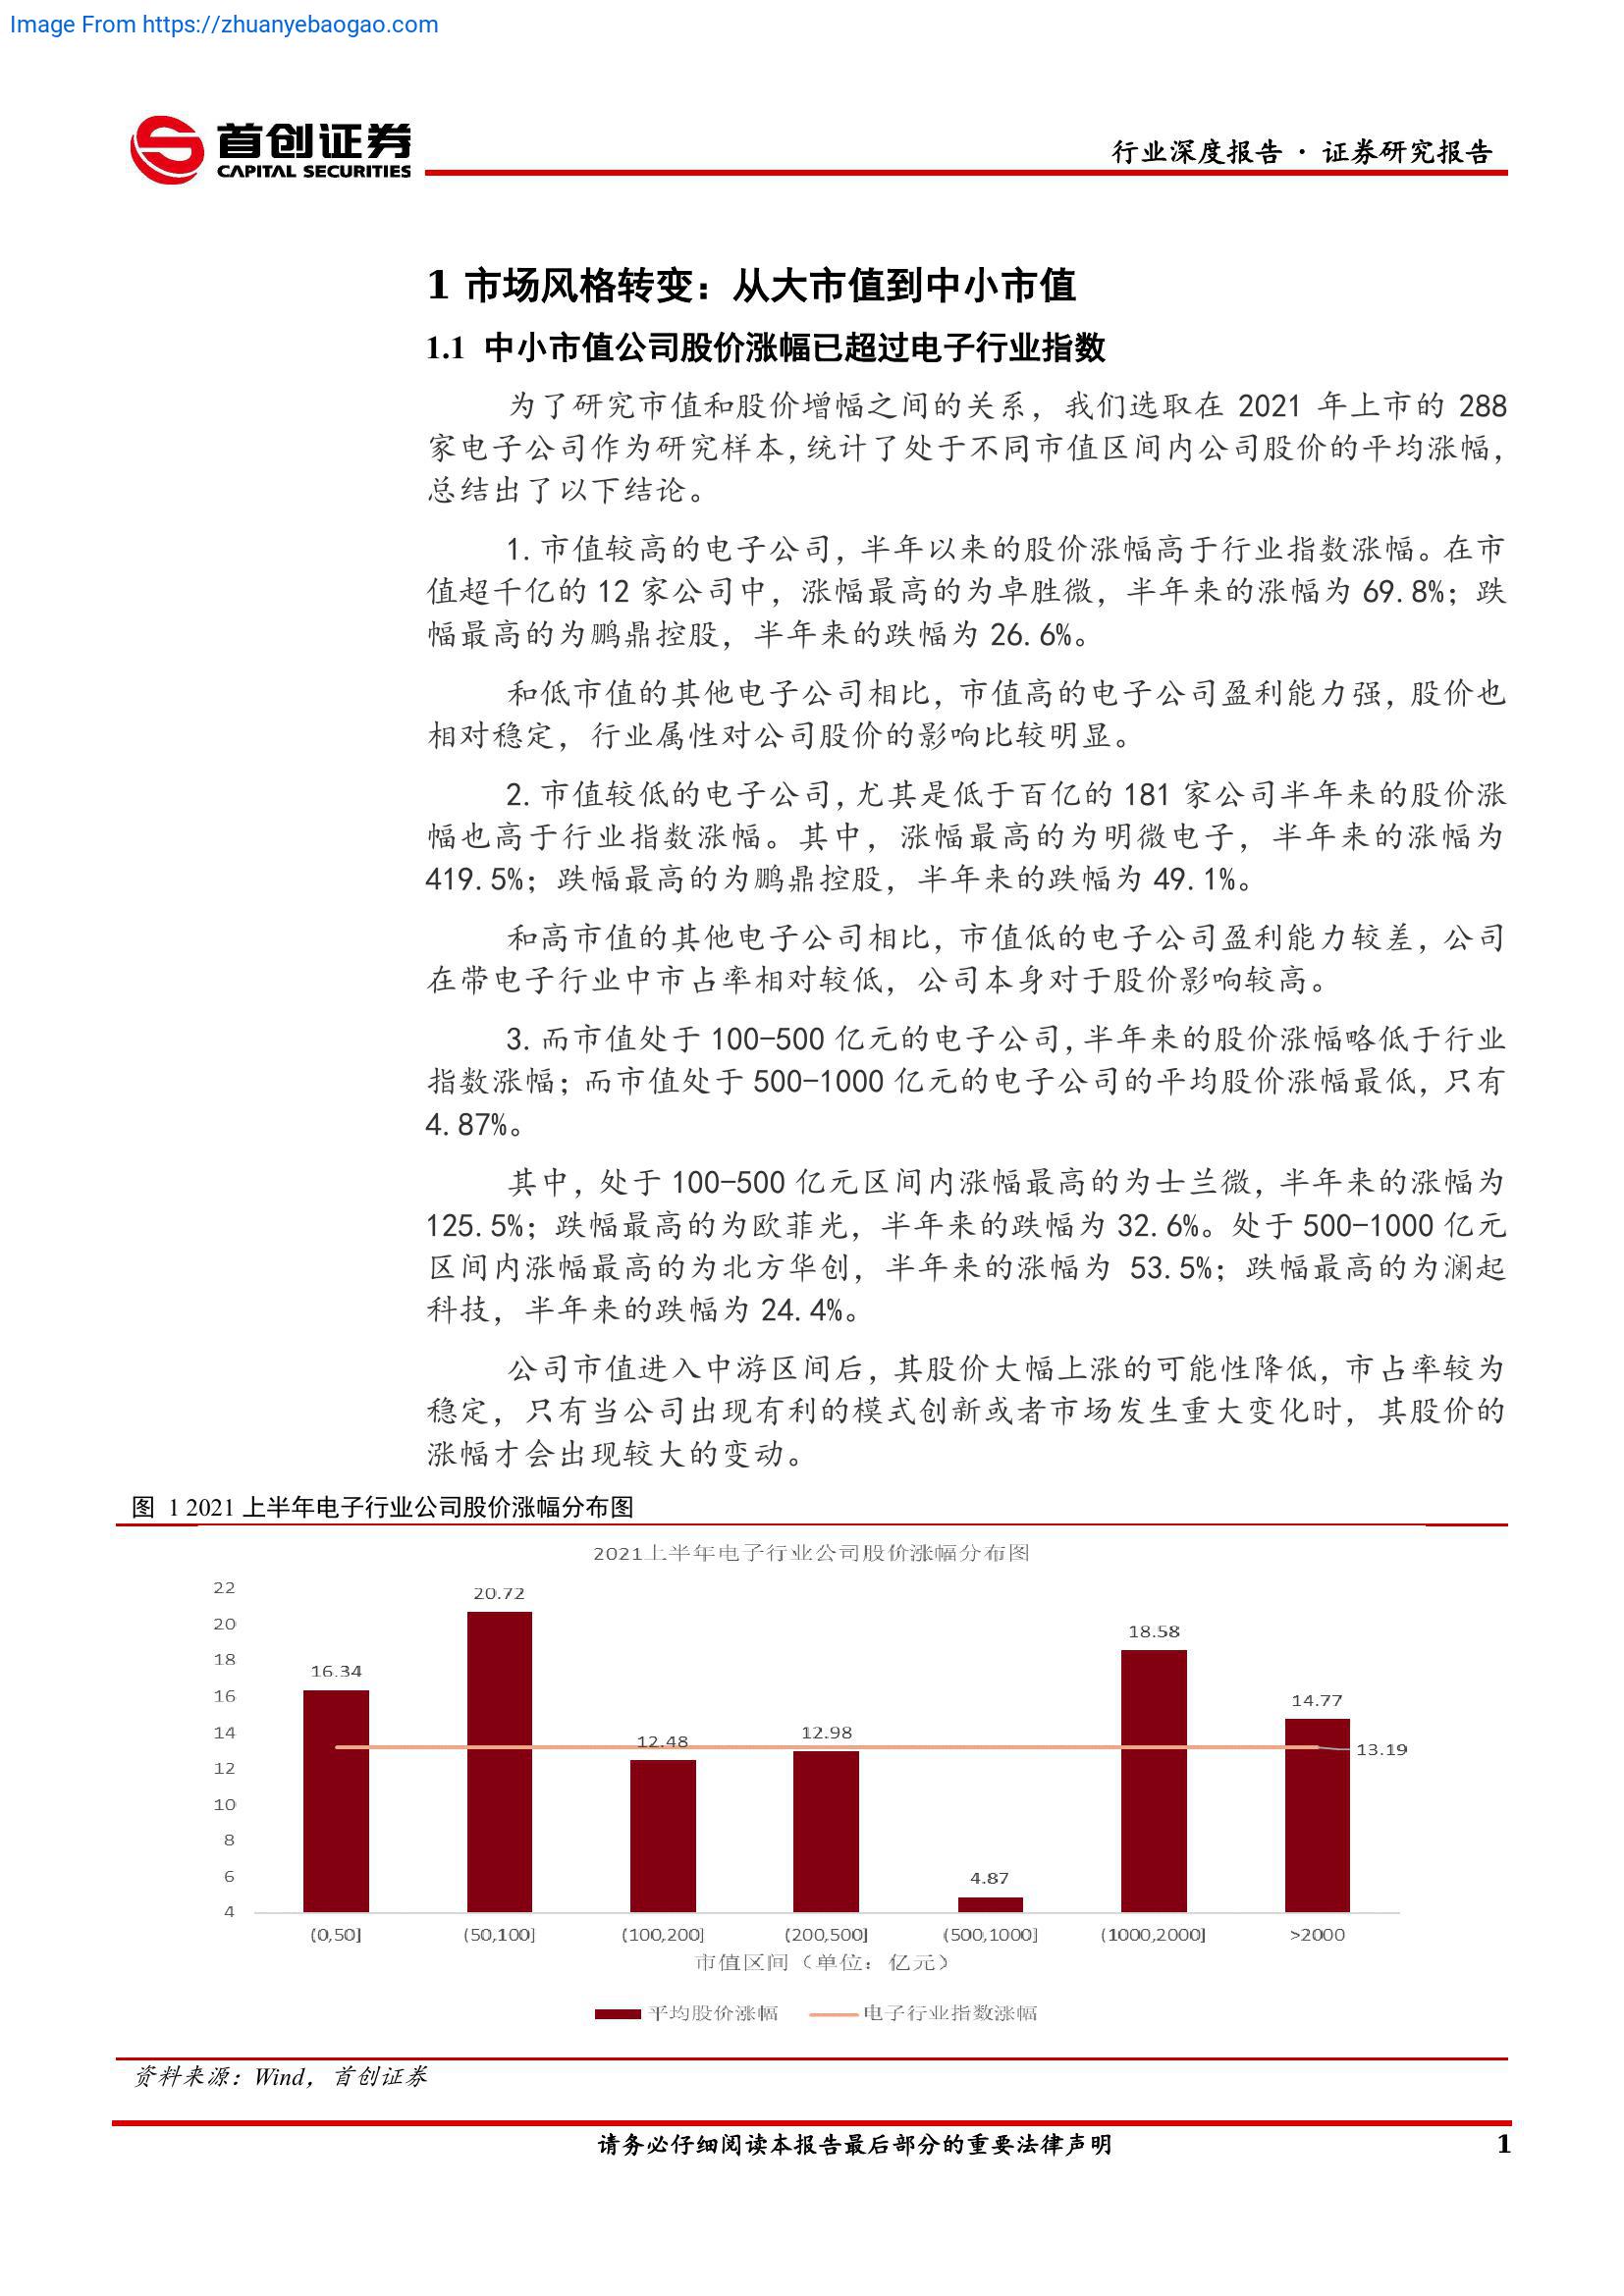 Image From https://zhuanyebaogao.com
首创证券
CAPITAL SECURITIES
行业深度报告 · 证券研究报告
1 市场风格转变：从大市值到中小市值
1.1 中小市值公司股价涨幅已超过电子行业指数
为了研究市值和股价增幅之间的关系，我们选取在 2021 年上市的 288
家电子公司作为研究样本，统计了处于不同市值区间内公司股价的平均涨幅，
总结出了以下结论。
1.市值较高的电子公司，半年以来的股价涨幅高于行业指数涨幅。在市
值超千亿的 12 家公司中，涨幅最高的为卓胜微，半年来的涨幅为 69.8%；跌
幅最高的为鹏鼎控股，半年来的跌幅为 26.6%。
和低市值的其他电子公司相比，市值高的电子公司盈利能力强，股价也
相对稳定，行业属性对公司股价的影响比较明显。
2.市值较低的电子公司，尤其是低于百亿的 181 家公司半年来的股价涨
幅也高于行业指数涨幅。其中，涨幅最高的为明微电子，半年来的涨幅为
419.5%；跌幅最高的为鹏鼎控股，半年来的跌幅为 49.1%。
和高市值的其他电子公司相比，市值低的电子公司盈利能力较差，公司
在带电子行业中市占率相对较低，公司本身对于股价影响较高。
3.而市值处于 100-500 亿元的电子公司，半年来的股价涨幅略低于行业
指数涨幅；而市值处于 500-1000 亿元的电子公司的平均股价涨幅最低，只有
4.87%。
其中，处于 100-500 亿元区间内涨幅最高的为士兰微，半年来的涨幅为
125.5%；跌幅最高的为欧菲光，半年来的跌幅为 32.6%。处于 500-1000 亿元
区间内涨幅最高的为北方华创，半年来的涨幅为 53.5%；跌幅最高的为澜起
科技，半年来的跌幅为 24.4%。
公司市值进入中游区间后，其股价大幅上涨的可能性降低，市占率较为
稳定，只有当公司出现有利的模式创新或者市场发生重大变化时，其股价的
涨幅才会出现较大的变动。
图 1 2021 上半年电子行业公司股价涨幅分布图
2021上半年电子行业公司股价涨幅分布图
22
20
18
16
14
12
10
8
6
4
16.34
20.72
12.48
12.98
4.87
18.58
14.77
13.19
(0,50] (50,100] (100,200] (200,500] (500,1000] (1000,2000] >2000
市值区间（单位：亿元）
平均股价涨幅 电子行业指数涨幅
资料来源：Wind，首创证券
请务必仔细阅读本报告最后部分的重要法律声明 1